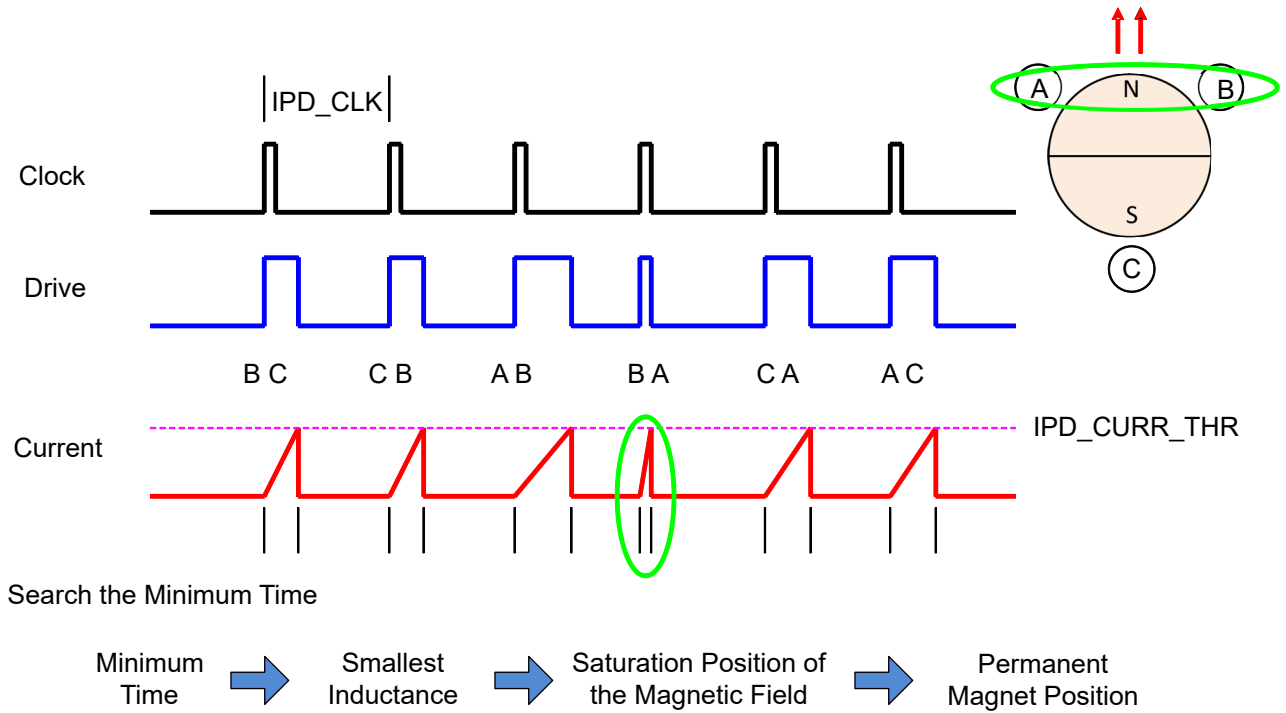 IPD_CLK
A
N
B
Clock
S
C
Drive
B C
C B
A B
B A
C A
A C
IPD_CURR_THR
Current
Search the Minimum Time
Minimum
Time
Smallest
Inductance
Saturation Position of
the Magnetic Field
Permanent
Magnet Position